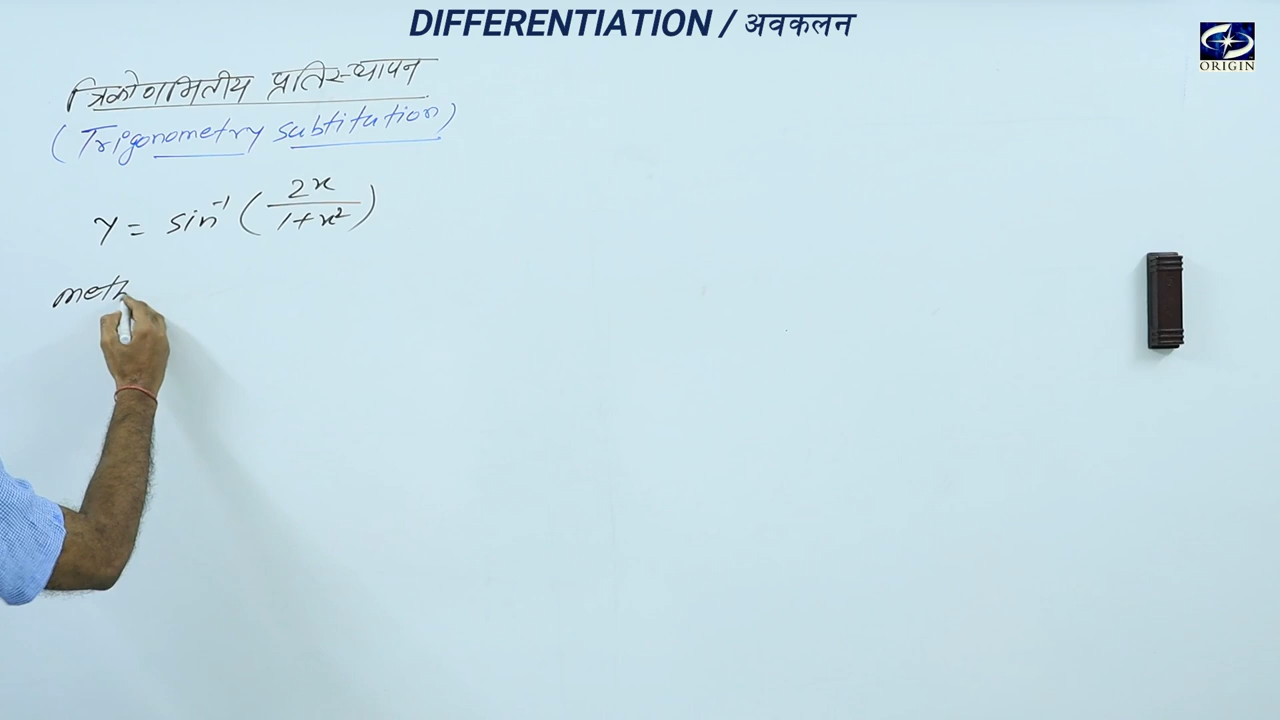 DIFFERENTIATION / अवकलन
ORIGIN
त्रिकोणमितीय प्रतिस्थापन
(Trigonometry subtitution)
y = sin⁻¹ (2x / 1+x²)
meth